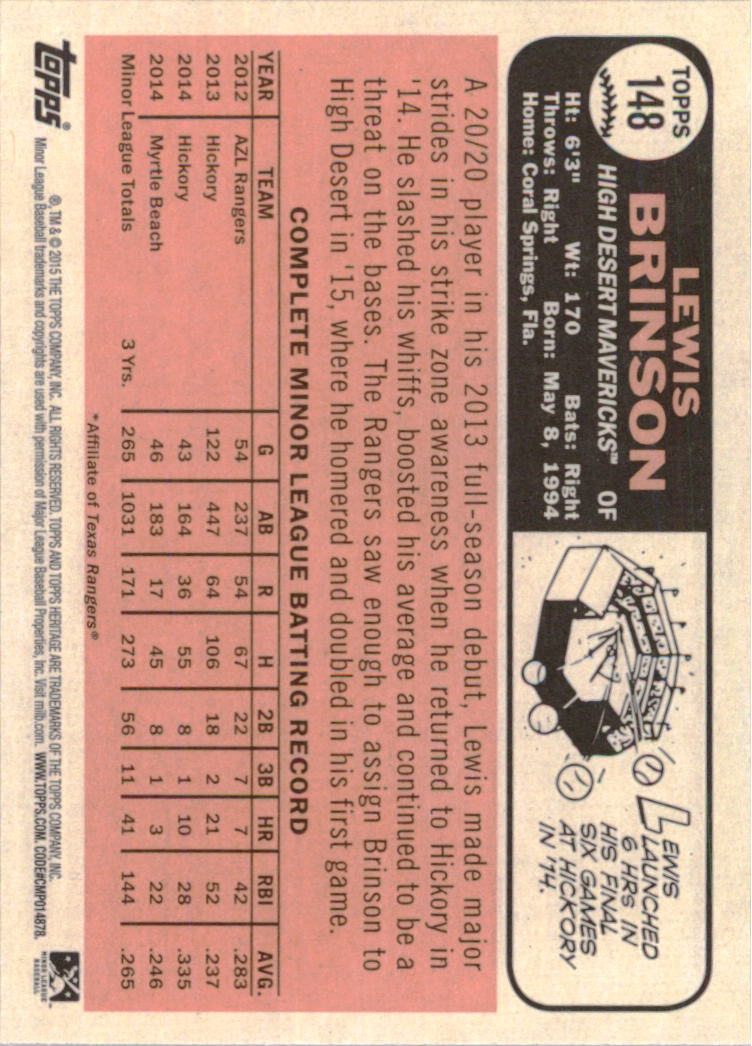 TOPPS
148
LEWIS
BRINSON
HIGH DESERT MAVERICKS™ OF
Ht: 6'3" Wt: 170 Bats: Right
Throws: Right Born: May 8, 1994
Home: Coral Springs, Fla.
LEWIS
LAUNCHED
6 HRS IN
HIS FINAL
SIX GAMES
AT HICKORY
IN '14.
A 20/20 player in his 2013 full-season debut, Lewis made major
strides in his strike zone awareness when he returned to Hickory in
'14. He slashed his whiffs, boosted his average and continued to be a
threat on the bases. The Rangers saw enough to assign Brinson to
High Desert in '15, where he homered and doubled in his first game.
COMPLETE MINOR LEAGUE BATTING RECORD
YEAR TEAM G AB R H 2B 3B HR RBI AVG.
2012 AZL Rangers 54 237 54 67 22 7 7 42 .283
2013 Hickory 122 447 64 106 18 2 21 52 .237
2014 Hickory 43 164 36 55 8 1 10 28 .335
2014 Myrtle Beach 46 183 17 45 8 1 3 22 .246
Minor League Totals 3 Yrs. 265 1031 171 273 56 11 41 144 .265
* Affiliate of Texas Rangers®
topps®
®, TM & © 2015 THE TOPPS COMPANY, INC. ALL RIGHTS RESERVED. TOPPS AND TOPPS HERITAGE ARE TRADEMARKS OF THE TOPPS COMPANY, INC.
Minor League Baseball trademarks and copyrights are used with permission of Major League Baseball Properties, Inc. Visit milb.com. WWW.TOPPS.COM. CODE#CMP014878.
MINOR LEAGUE
BASEBALL™